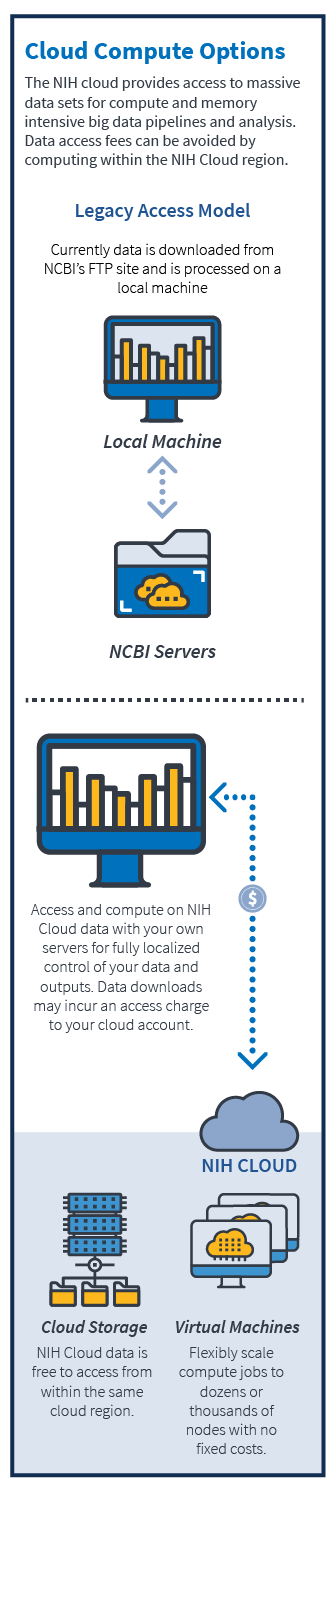 Cloud Compute Options
The NIH cloud provides access to massive
data sets for compute and memory
intensive big data pipelines and analysis.
Data access fees can be avoided by
computing within the NIH Cloud region.
Legacy Access Model
Currently data is downloaded from
NCBI's FTP site and is processed on a
local machine
Local Machine
NCBI Servers
Access and compute on NIH
Cloud data with your own
servers for fully localized
control of your data and
outputs. Data downloads
may incur an access charge
to your cloud account.
$
NIH CLOUD
Cloud Storage
NIH Cloud data is
free to access from
within the same
cloud region.
Virtual Machines
Flexibly scale
compute jobs to
dozens or
thousands of
nodes with no
fixed costs.